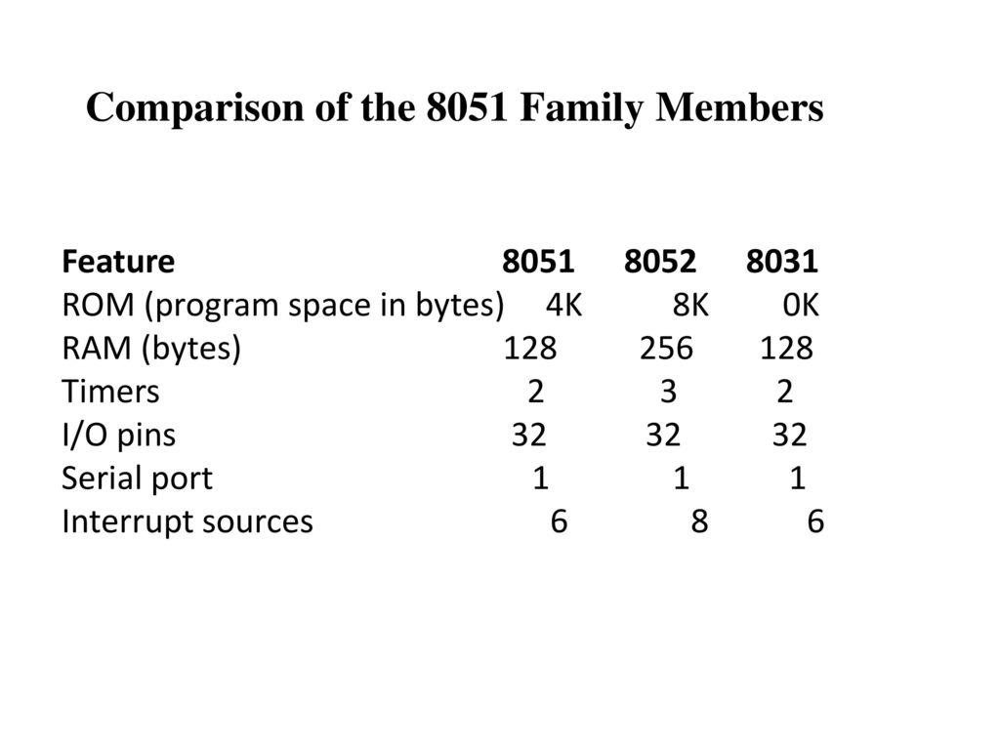 Comparison of the 8051 Family Members
Feature 8051 8052 8031
ROM (program space in bytes) 4K 8K 0K
RAM (bytes) 128 256 128
Timers 2 3 2
I/O pins 32 32 32
Serial port 1 1 1
Interrupt sources 6 8 6